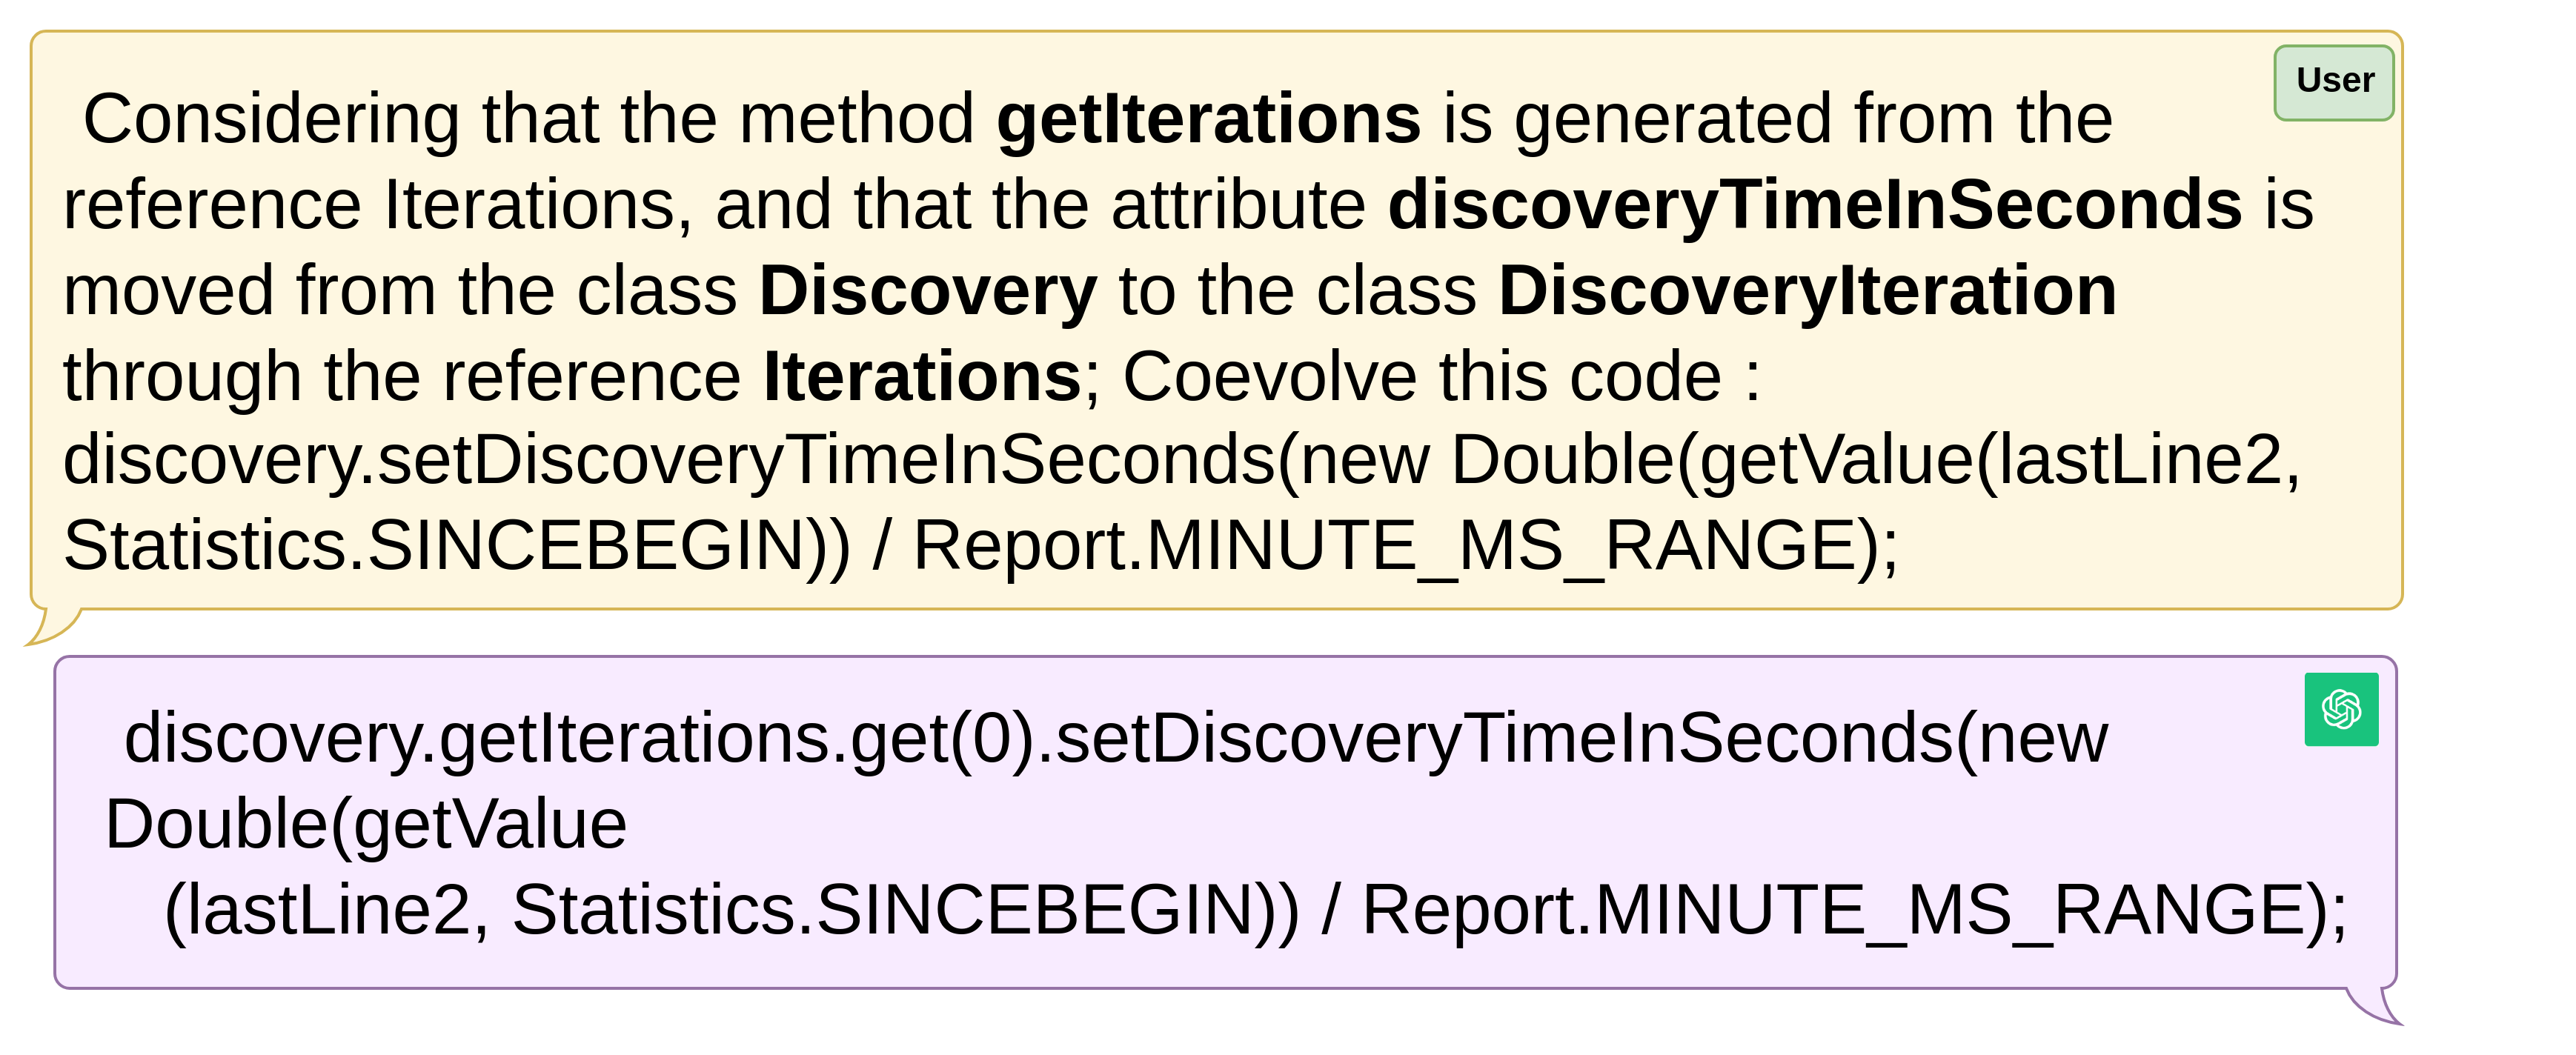 User
Considering that the method getIterations is generated from the
reference Iterations, and that the attribute discoveryTimeInSeconds is
moved from the class Discovery to the class DiscoveryIteration
through the reference Iterations; Coevolve this code :
discovery.setDiscoveryTimeInSeconds(new Double(getValue(lastLine2,
Statistics.SINCEBEGIN)) / Report.MINUTE_MS_RANGE);
discovery.getIterations.get(0).setDiscoveryTimeInSeconds(new
Double(getValue
(lastLine2, Statistics.SINCEBEGIN)) / Report.MINUTE_MS_RANGE);